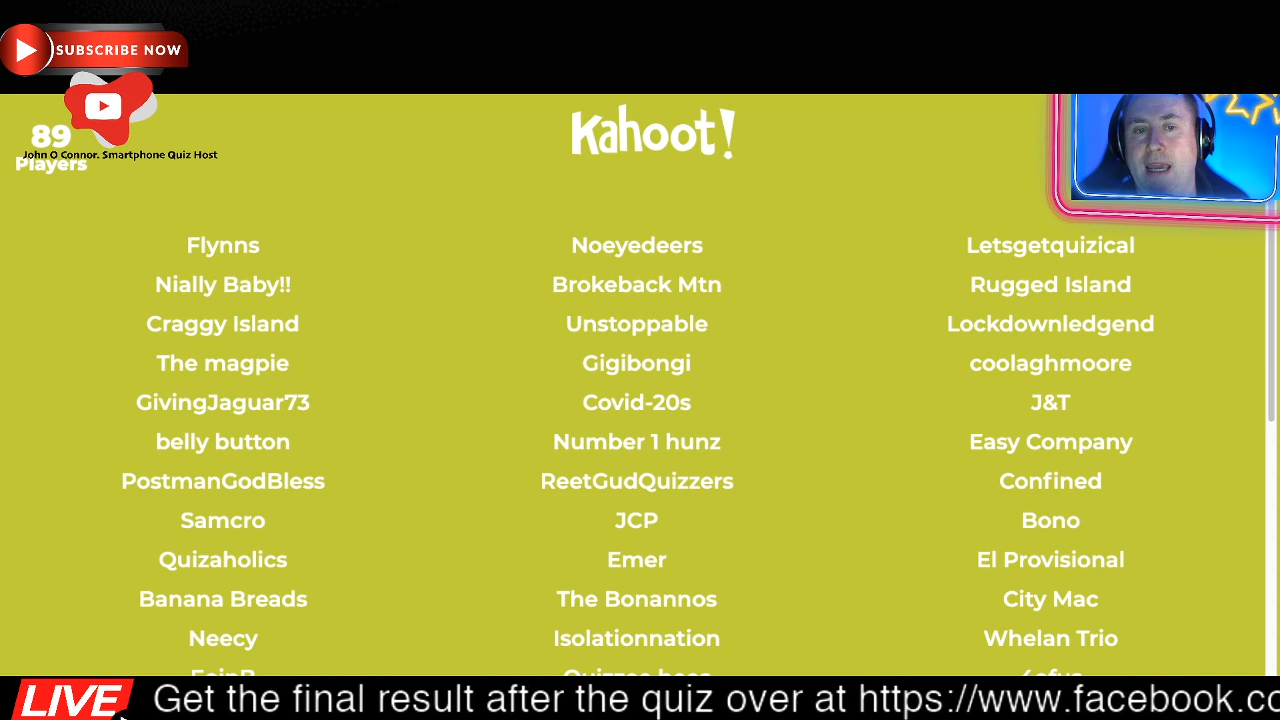 SUBSCRIBE NOW
Kahoot!
89
John O Connor. Smartphone Quiz Host
Players
Flynns Noeyedeers Letsgetquizical
Nially Baby!! Brokeback Mtn Rugged Island
Craggy Island Unstoppable Lockdownledgend
The magpie Gigibongi coolaghmoore
GivingJaguar73 Covid-20s J&T
belly button Number 1 hunz Easy Company
PostmanGodBless ReetGudQuizzers Confined
Samcro JCP Bono
Quizaholics Emer El Provisional
Banana Breads The Bonannos City Mac
Neecy Isolationnation Whelan Trio
LIVE Get the final result after the quiz over at https://www.facebook.co